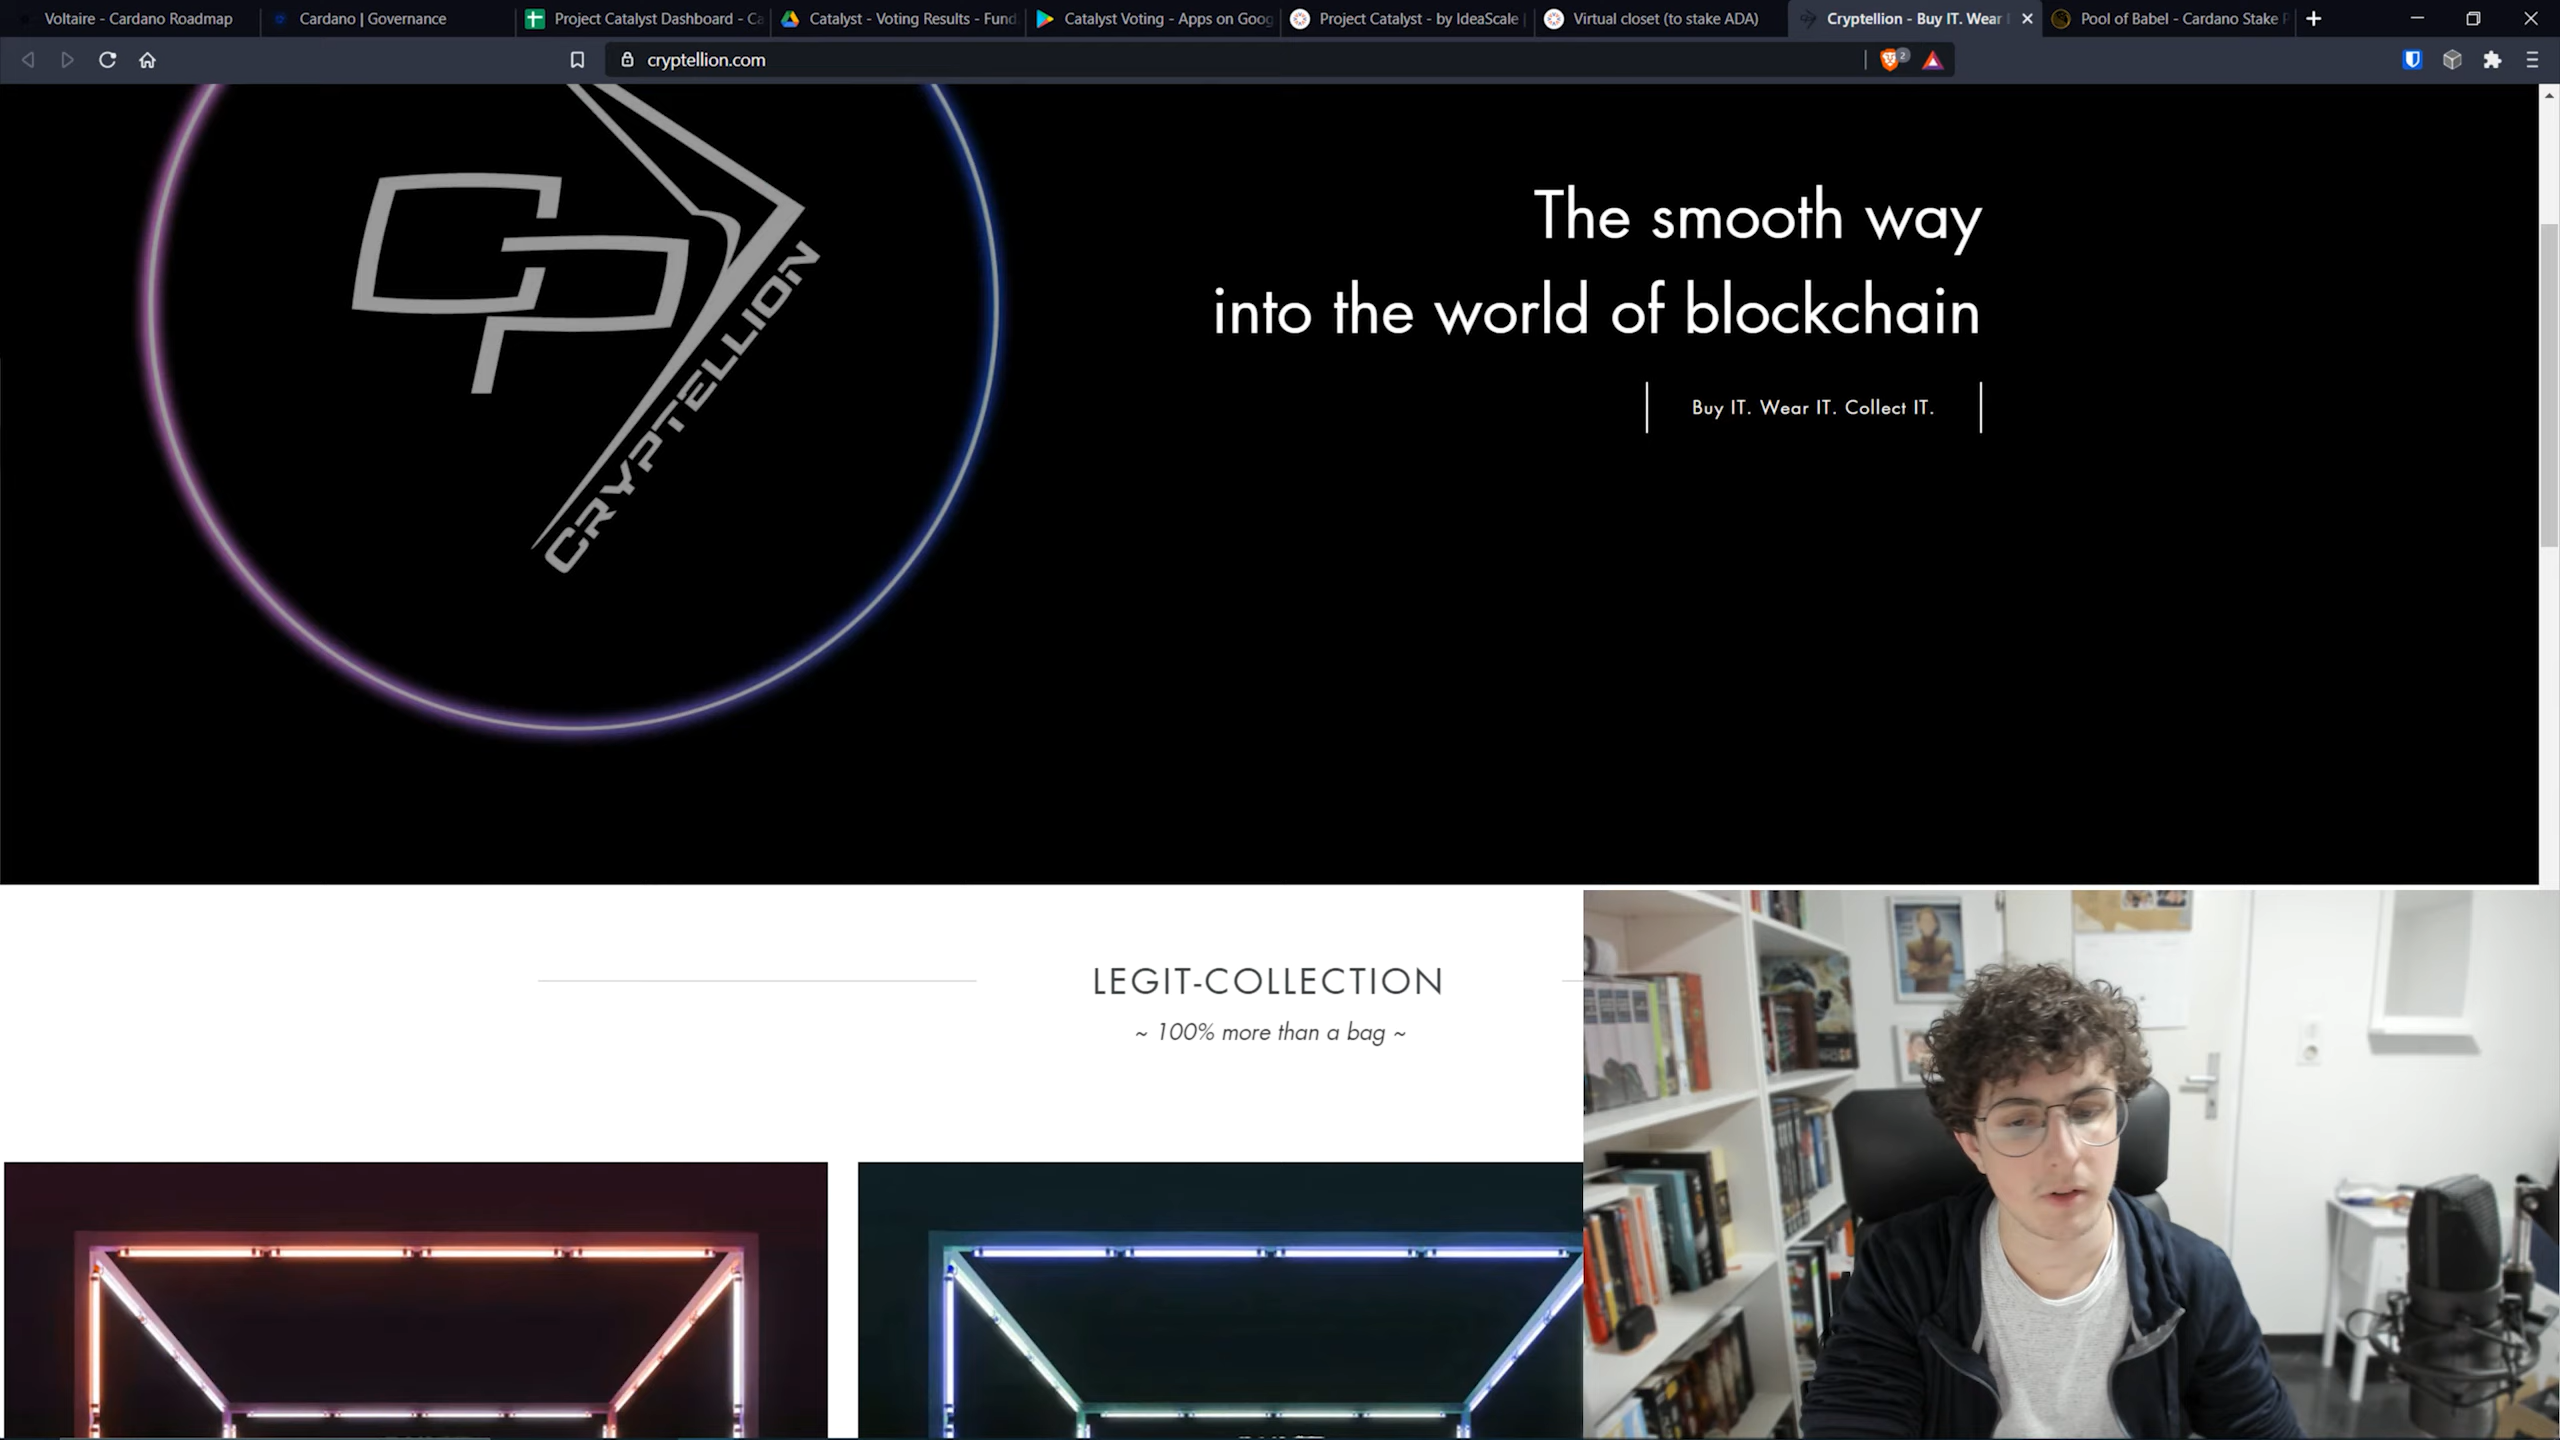 Voltaire - Cardano Roadmap
Cardano | Governance
Project Catalyst Dashboard - Ca
Catalyst - Voting Results - Fund
Catalyst Voting - Apps on Goog
Project Catalyst - by IdeaScale
Virtual closet (to stake ADA)
Cryptellion - Buy IT. Wear
Pool of Babel - Cardano Stake P
cryptellion.com
2
CP
CRYPTELLION
The smooth way
into the world of blockchain
Buy IT. Wear IT. Collect IT.
LEGIT-COLLECTION
~ 100% more than a bag ~